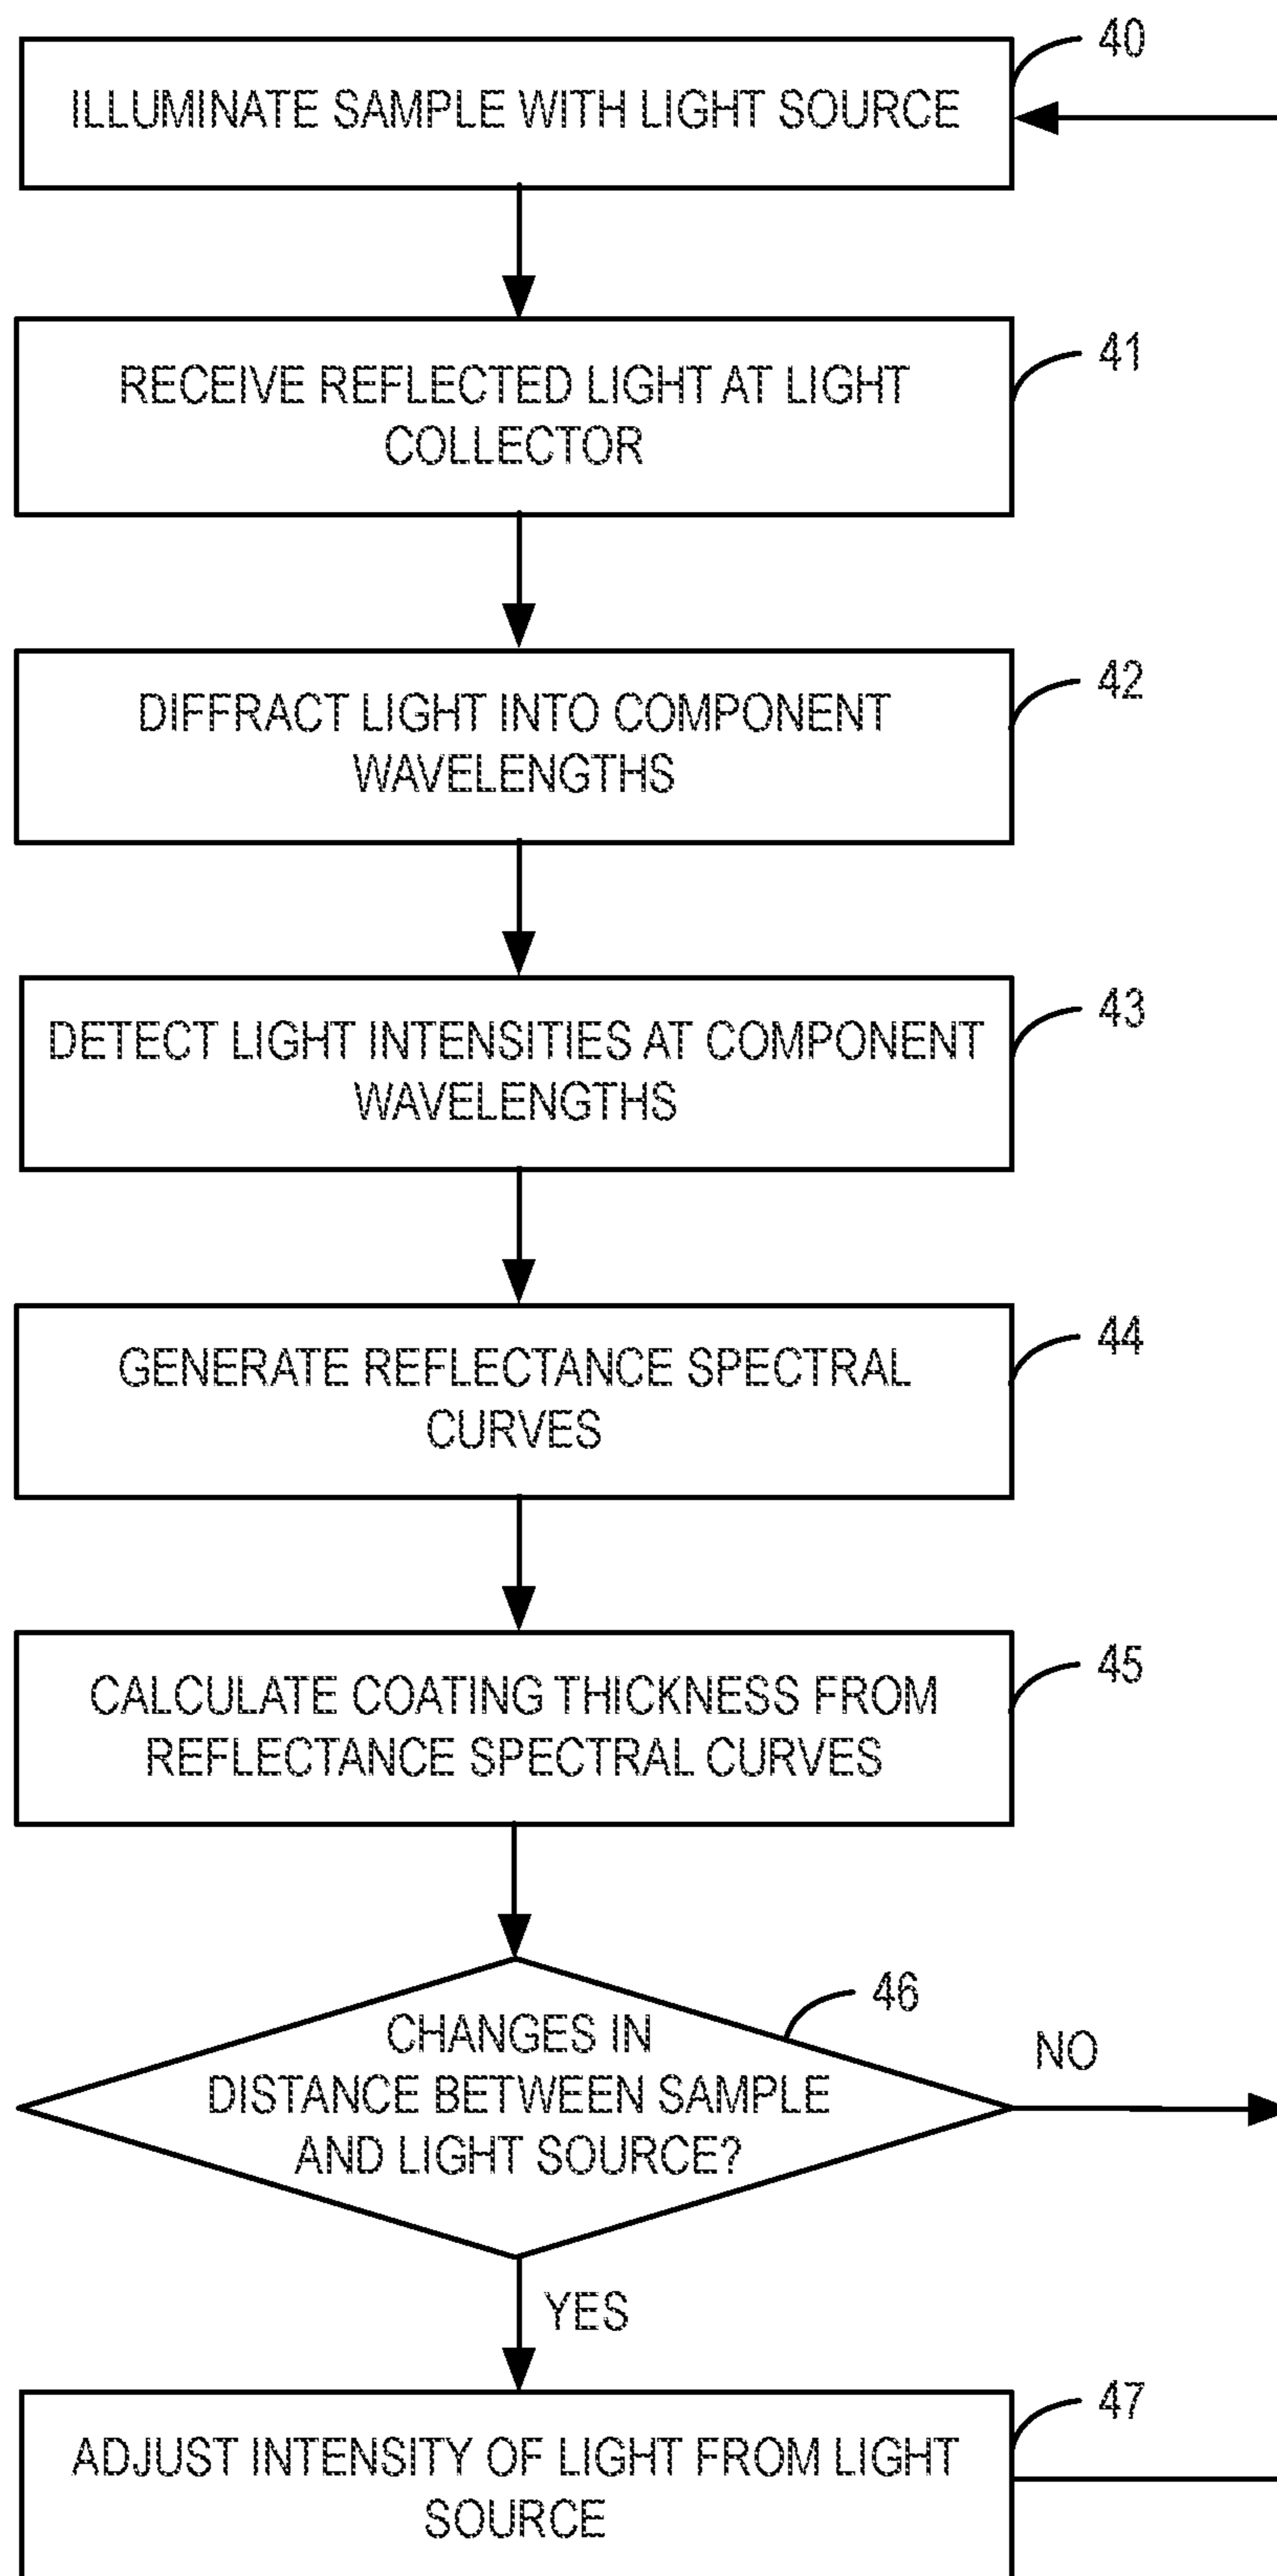 40
ILLUMINATE SAMPLE WITH LIGHT SOURCE
41
RECEIVE REFLECTED LIGHT AT LIGHT
COLLECTOR
42
DIFFRACT LIGHT INTO COMPONENT
WAVELENGTHS
43
DETECT LIGHT INTENSITIES AT COMPONENT
WAVELENGTHS
44
GENERATE REFLECTANCE SPECTRAL
CURVES
45
CALCULATE COATING THICKNESS FROM
REFLECTANCE SPECTRAL CURVES
46
CHANGES IN
DISTANCE BETWEEN SAMPLE
AND LIGHT SOURCE?
NO
YES
47
ADJUST INTENSITY OF LIGHT FROM LIGHT
SOURCE